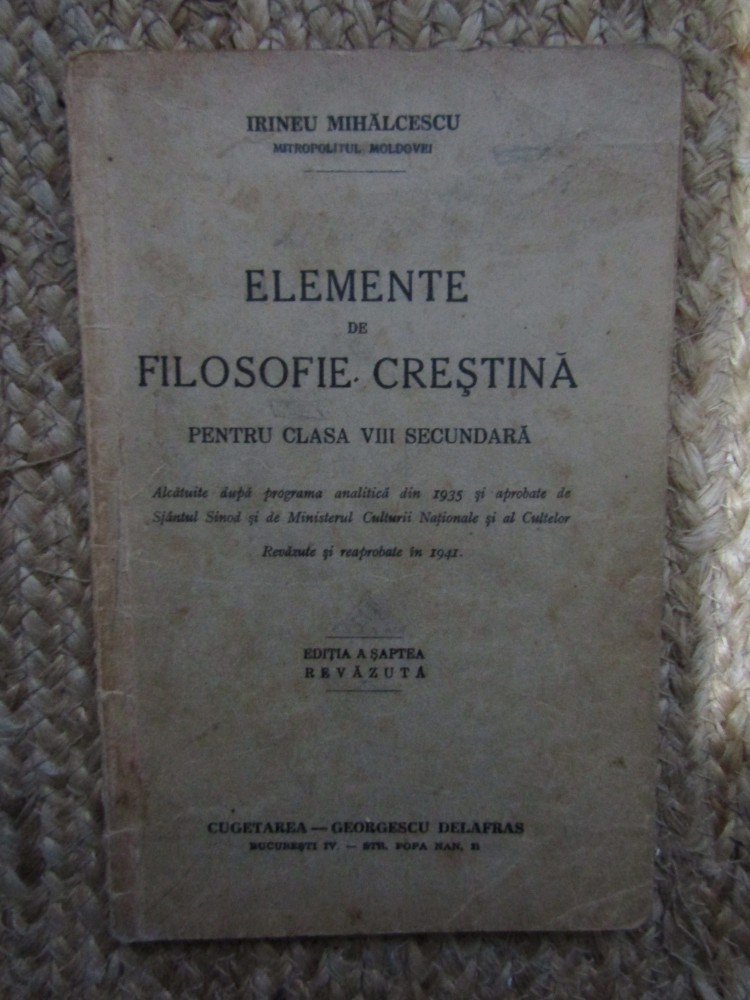 IRINEU MIHĂLCESCU
MITROPOLITUL MOLDOVEI
ELEMENTE
DE
FILOSOFIE CREȘTINĂ
PENTRU CLASA VIII SECUNDARĂ
Alcătuite după programa analitică din 1935 și aprobate de
Sfântul Sinod și de Ministerul Culturii Naționale și al Cultelor
Revăzute și reaprobate în 1941.
EDIȚIA A ȘAPTEA
REVĂZUTĂ
CUGETAREA — GEORGESCU DELAFRAS
BUCUREȘTI IV — STR. POPA NAN,